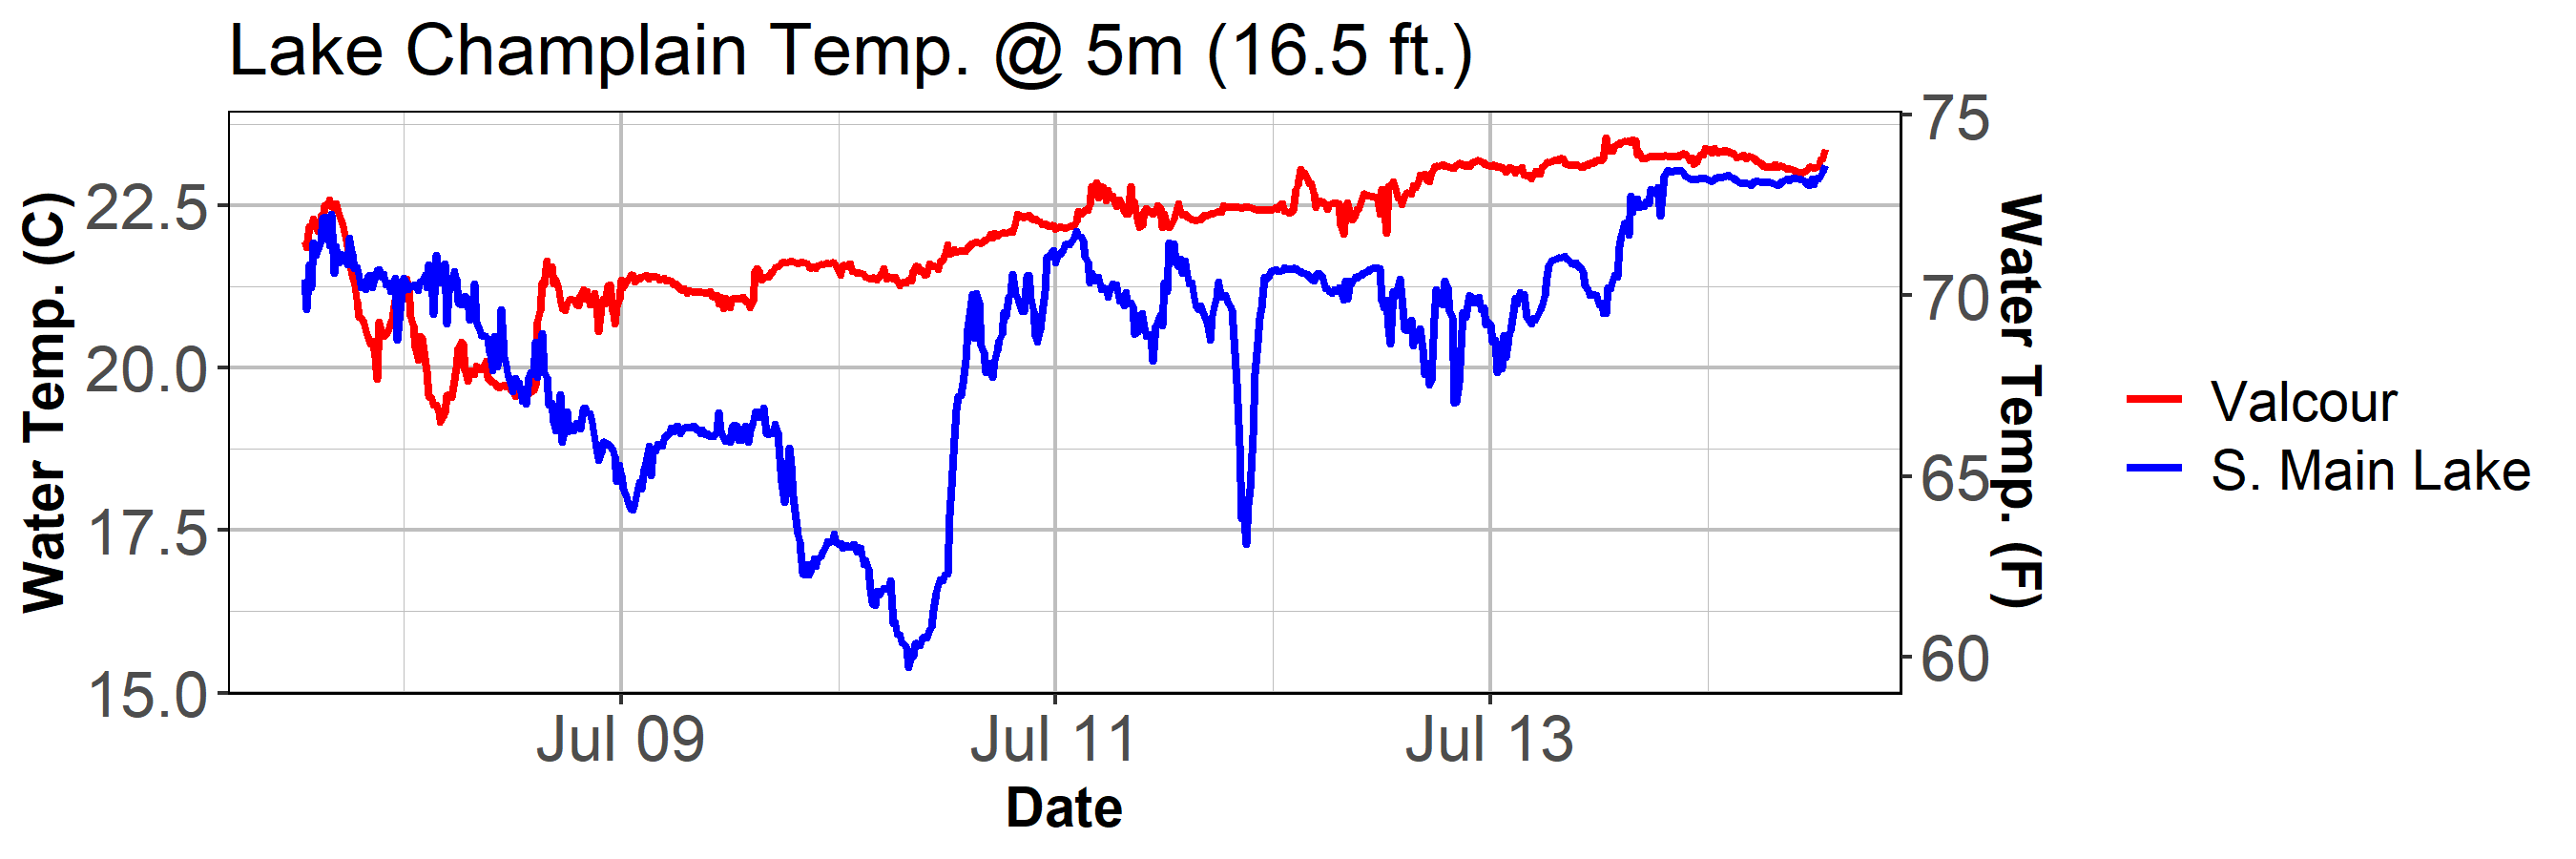 Lake Champlain Temp. @ 5m (16.5 ft.)
Water Temp. (C)
22.5
20.0
17.5
15.0
75
70
65
60
Water Temp. (F)
Jul 09
Jul 11
Jul 13
Date
Valcour
S. Main Lake